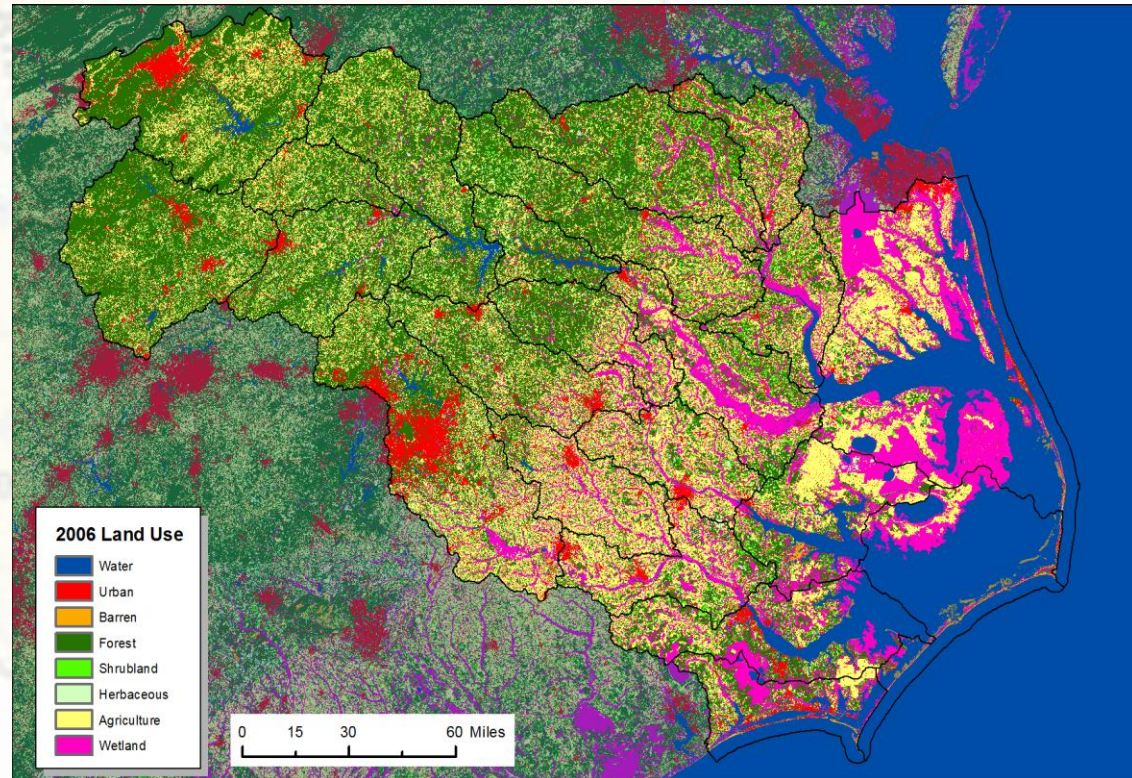 2006 Land Use
Water
Urban
Barren
Forest
Shrubland
Herbaceous
Agriculture
Wetland
0 15 30 60 Miles